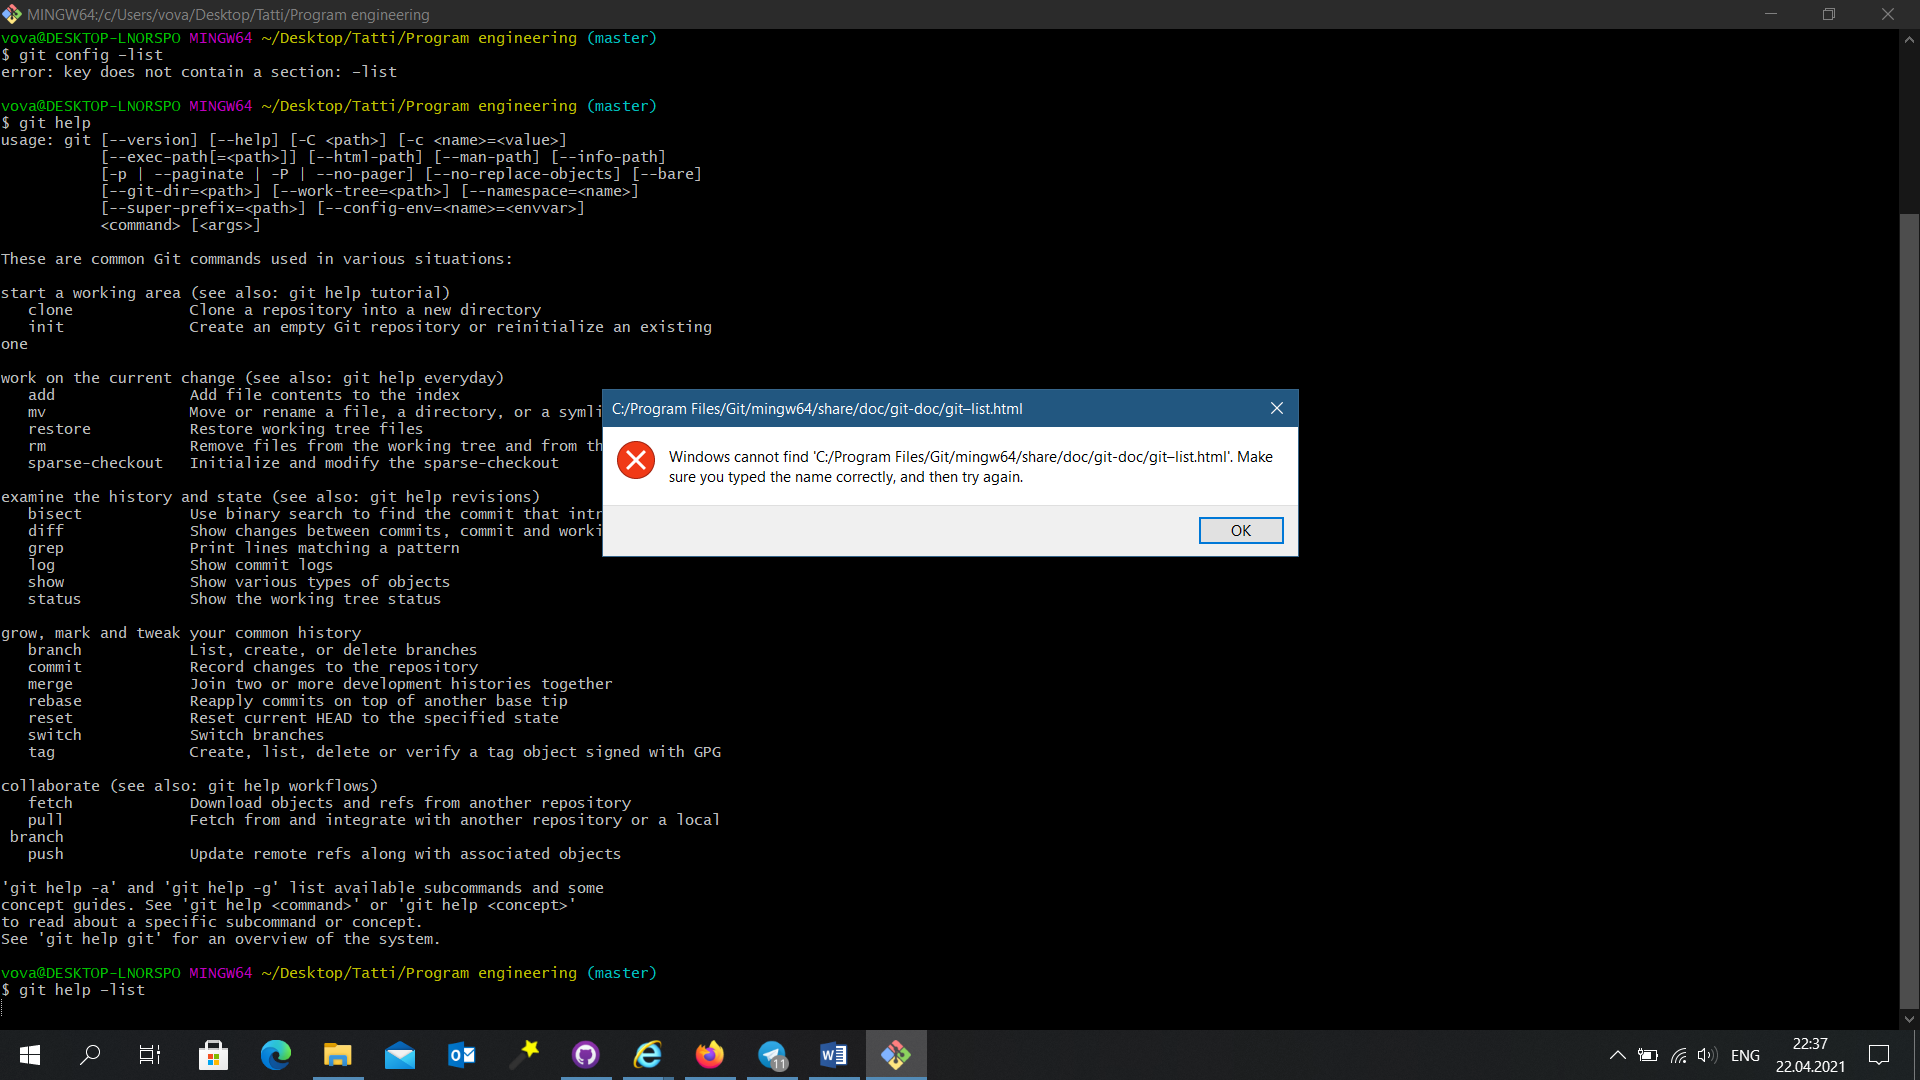 MINGW64:/c/Users/vova/Desktop/Tatti/Program engineering
vova@DESKTOP-LNORSPO MINGW64 ~/Desktop/Tatti/Program engineering (master)
$ git config –list
error: key does not contain a section: –list
vova@DESKTOP-LNORSPO MINGW64 ~/Desktop/Tatti/Program engineering (master)
$ git help
usage: git [--version] [--help] [-C <path>] [-c <name>=<value>]
[--exec-path[=<path>]] [--html-path] [--man-path] [--info-path]
[-p | --paginate | -P | --no-pager] [--no-replace-objects] [--bare]
[--git-dir=<path>] [--work-tree=<path>] [--namespace=<name>]
[--super-prefix=<path>] [--config-env=<name>=<envvar>]
<command> [<args>]
These are common Git commands used in various situations:
start a working area (see also: git help tutorial)
clone Clone a repository into a new directory
init Create an empty Git repository or reinitialize an existing
one
work on the current change (see also: git help everyday)
add Add file contents to the index
mv Move or rename a file, a directory, or a symli
restore Restore working tree files
rm Remove files from the working tree and from th
sparse-checkout Initialize and modify the sparse-checkout
examine the history and state (see also: git help revisions)
bisect Use binary search to find the commit that intr
diff Show changes between commits, commit and worki
grep Print lines matching a pattern
log Show commit logs
show Show various types of objects
status Show the working tree status
grow, mark and tweak your common history
branch List, create, or delete branches
commit Record changes to the repository
merge Join two or more development histories together
rebase Reapply commits on top of another base tip
reset Reset current HEAD to the specified state
switch Switch branches
tag Create, list, delete or verify a tag object signed with GPG
collaborate (see also: git help workflows)
fetch Download objects and refs from another repository
pull Fetch from and integrate with another repository or a local
branch
push Update remote refs along with associated objects
'git help -a' and 'git help -g' list available subcommands and some
concept guides. See 'git help <command>' or 'git help <concept>'
to read about a specific subcommand or concept.
See 'git help git' for an overview of the system.
vova@DESKTOP-LNORSPO MINGW64 ~/Desktop/Tatti/Program engineering (master)
$ git help –list
C:/Program Files/Git/mingw64/share/doc/git-doc/git–list.html
Windows cannot find 'C:/Program Files/Git/mingw64/share/doc/git-doc/git–list.html'. Make
sure you typed the name correctly, and then try again.
OK
11
ENG
22:37
22.04.2021